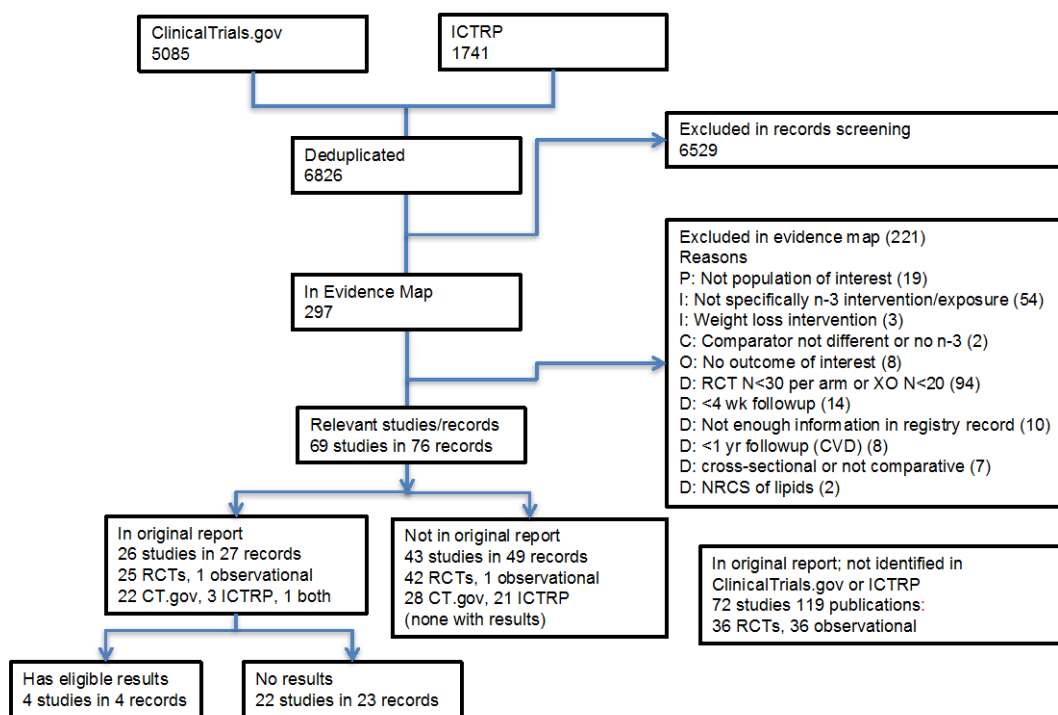 ClinicalTrials.gov
5085
ICTRP
1741
Deduplicated
6826
Excluded in records screening
6529
In Evidence Map
297
Excluded in evidence map (221)
Reasons
P: Not population of interest (19)
I: Not specifically n-3 intervention/exposure (54)
I: Weight loss intervention (3)
C: Comparator not different or no n-3 (2)
O: No outcome of interest (8)
D: RCT N<30 per arm or XO N<20 (94)
D: <4 wk followup (14)
D: Not enough information in registry record (10)
D: <1 yr followup (CVD) (8)
D: cross-sectional or not comparative (7)
D: NRCS of lipids (2)
Relevant studies/records
69 studies in 76 records
In original report
26 studies in 27 records
25 RCTs, 1 observational
22 CT.gov, 3 ICTRP, 1 both
Not in original report
43 studies in 49 records
42 RCTs, 1 observational
28 CT.gov, 21 ICTRP
(none with results)
In original report; not identified in
ClinicalTrials.gov or ICTRP
72 studies 119 publications:
36 RCTs, 36 observational
Has eligible results
4 studies in 4 records
No results
22 studies in 23 records